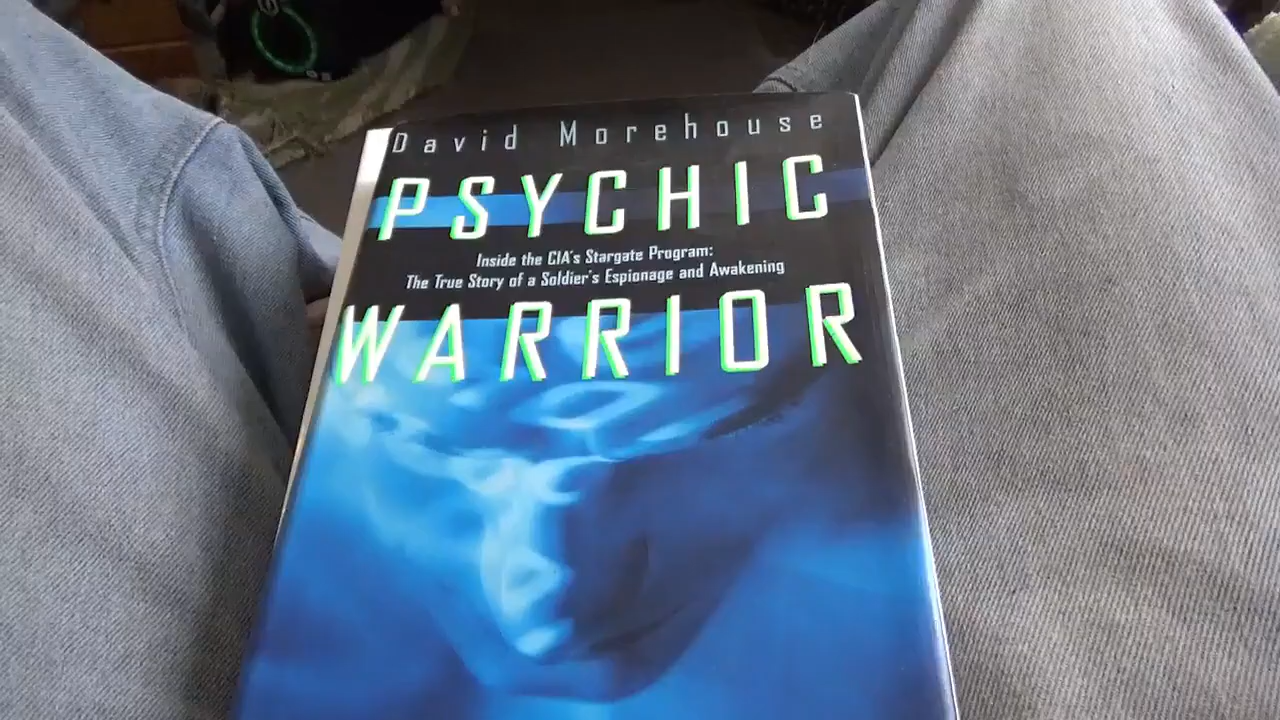 David Morehouse
PSYCHIC
Inside the CIA's Stargate Program:
The True Story of a Soldier's Espionage and Awakening
WARRIOR